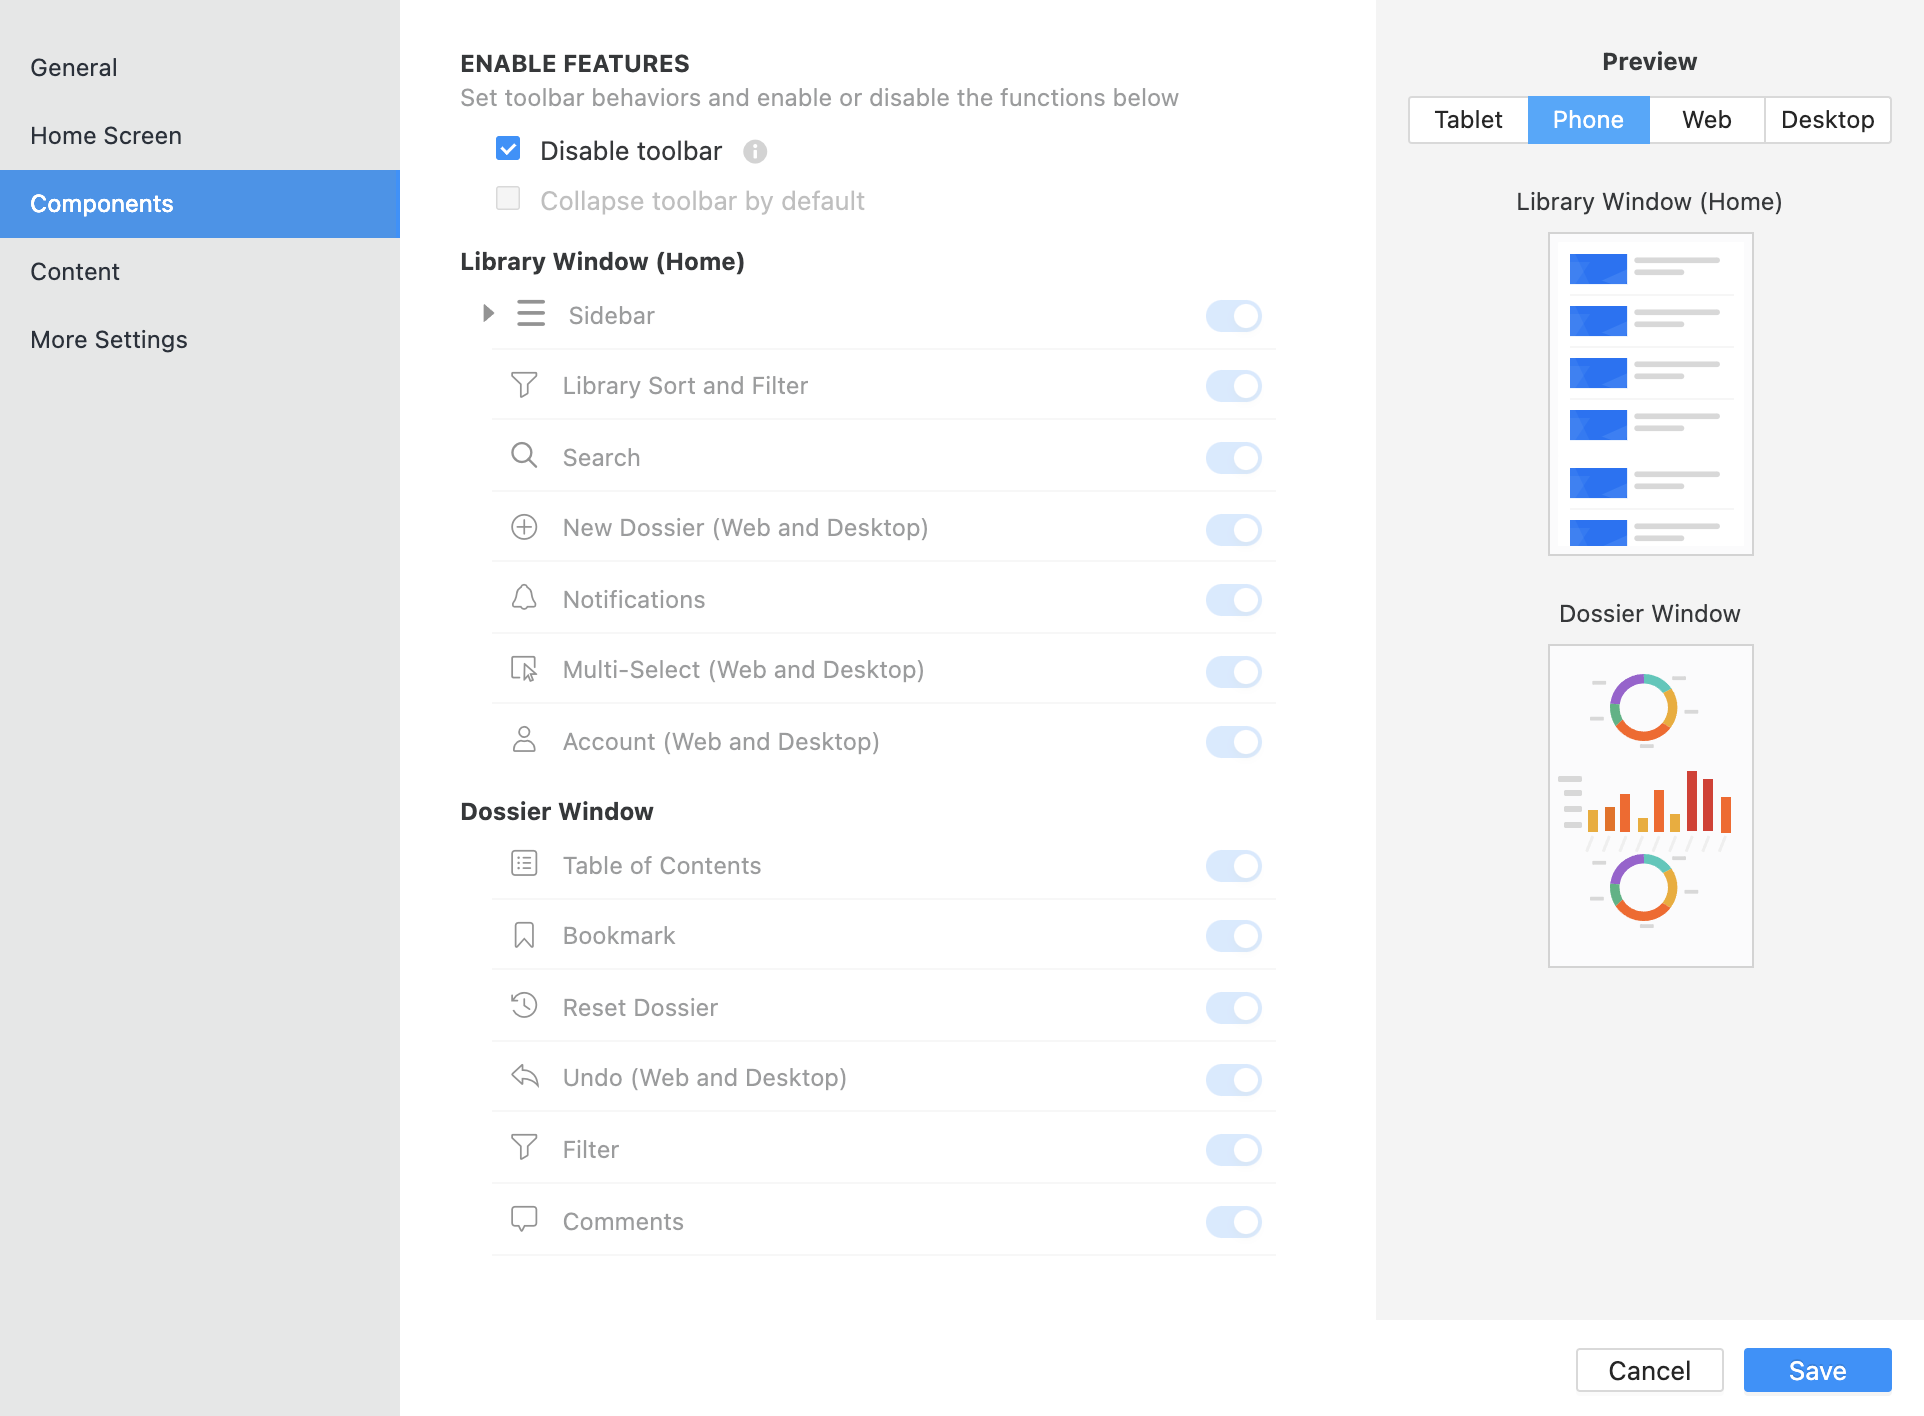 General
Home Screen
Components
Content
More Settings
ENABLE FEATURES
Set toolbar behaviors and enable or disable the functions below
Disable toolbar
Collapse toolbar by default
Library Window (Home)
Sidebar
Library Sort and Filter
Search
New Dossier (Web and Desktop)
Notifications
Multi-Select (Web and Desktop)
Account (Web and Desktop)
Dossier Window
Table of Contents
Bookmark
Reset Dossier
Undo (Web and Desktop)
Filter
Comments
Preview
Tablet Phone Web Desktop
Library Window (Home)
Dossier Window
Cancel Save